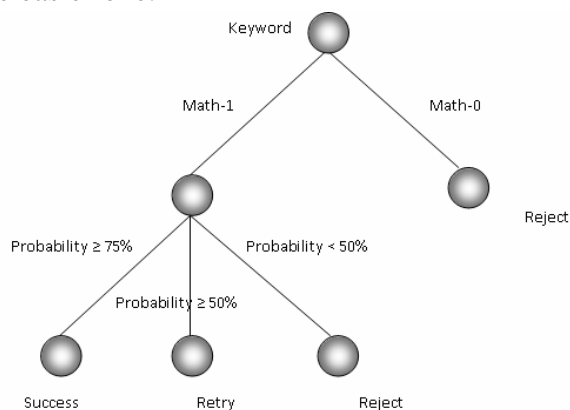 Keyword
Math-1
Math-0
Reject
Probability ≥ 75%
Probability < 50%
Probability ≥ 50%
Success
Retry
Reject